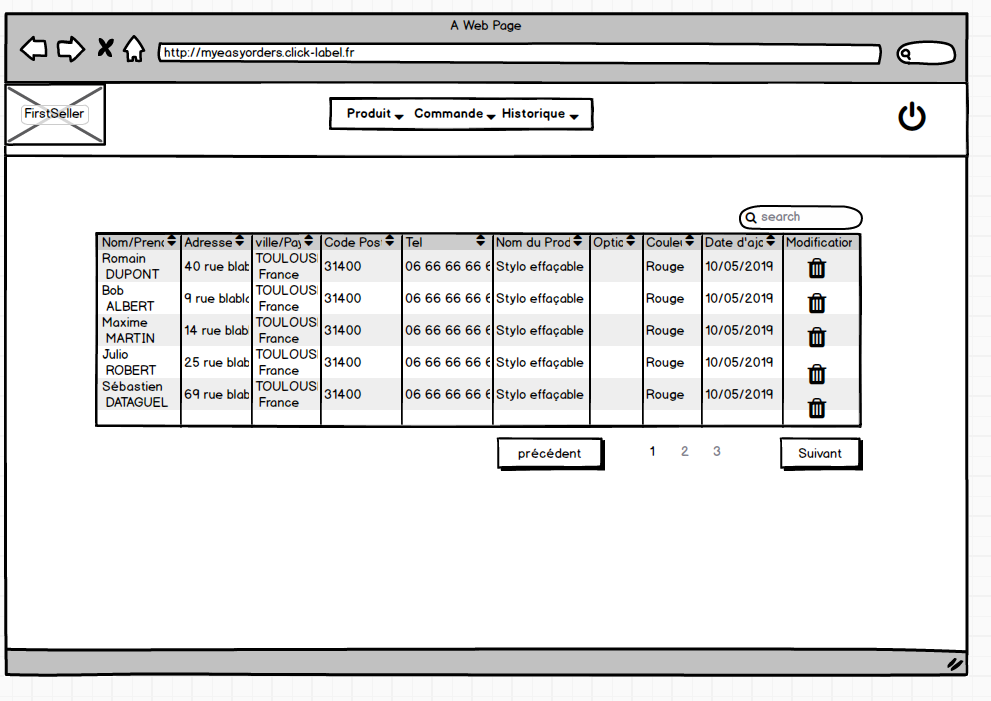 A Web Page
http://myeasyorders.click-label.fr
FirstSeller
Produit Commande Historique
search
Nom/Prenc Adresse ville/Pay Code Pos Tel Nom du Prod Optic Couleu Date d'ajc Modification
Romain DUPONT 40 rue blab TOULOUS France 31400 06 66 66 66 6 Stylo effaçable Rouge 10/05/2019
Bob ALBERT 9 rue blabla TOULOUS France 31400 06 66 66 66 6 Stylo effaçable Rouge 10/05/2019
Maxime MARTIN 14 rue blab TOULOUS France 31400 06 66 66 66 6 Stylo effaçable Rouge 10/05/2019
Julio ROBERT 25 rue blab TOULOUS France 31400 06 66 66 66 6 Stylo effaçable Rouge 10/05/2019
Sébastien DATAGUEL 69 rue blab TOULOUS France 31400 06 66 66 66 6 Stylo effaçable Rouge 10/05/2019
précédent 1 2 3 Suivant